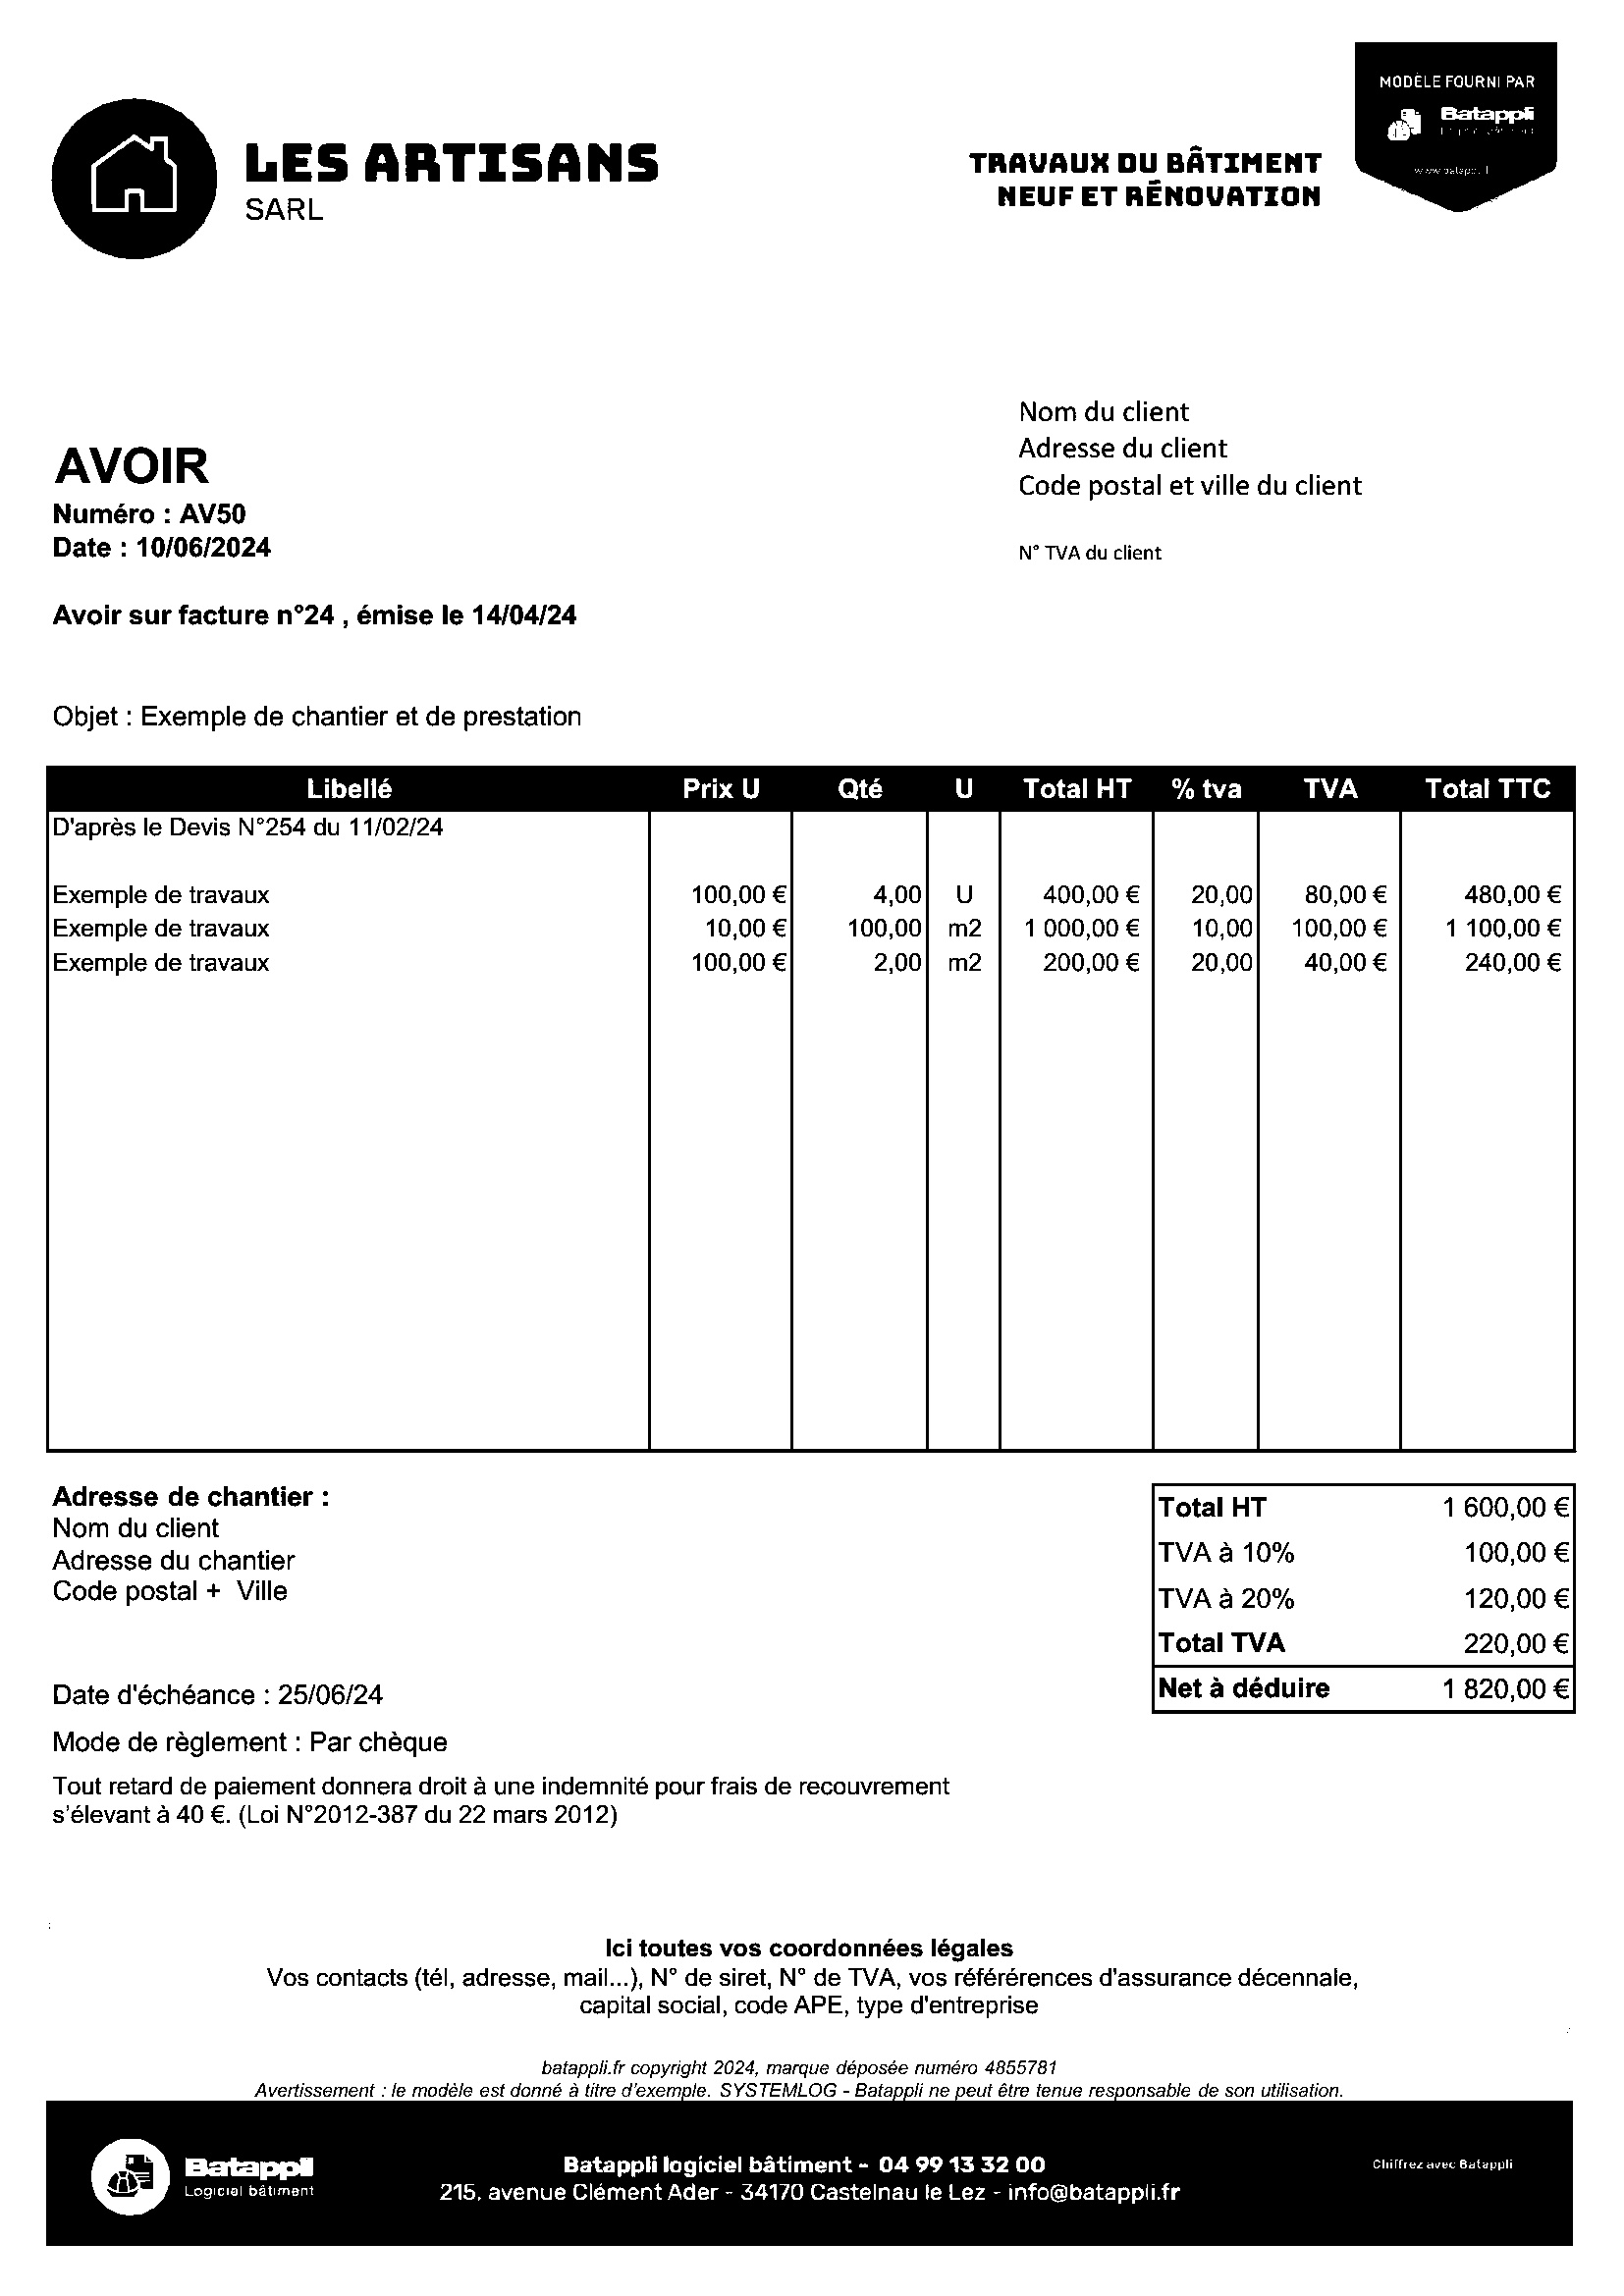 MODÈLE FOURNI PAR
Batappli
LES ARTISANS
SARL
TRAVAUX DU BÂTIMENT
NEUF ET RÉNOVATION
Nom du client
Adresse du client
Code postal et ville du client
N° TVA du client
AVOIR
Numéro : AV50
Date : 10/06/2024
Avoir sur facture n°24 , émise le 14/04/24
Objet : Exemple de chantier et de prestation
Libellé Prix U Qté U Total HT % tva TVA Total TTC
D'après le Devis N°254 du 11/02/24
Exemple de travaux 100,00 € 4,00 U 400,00 € 20,00 80,00 € 480,00 €
Exemple de travaux 10,00 € 100,00 m2 1 000,00 € 10,00 100,00 € 1 100,00 €
Exemple de travaux 100,00 € 2,00 m2 200,00 € 20,00 40,00 € 240,00 €
Adresse de chantier :
Nom du client
Adresse du chantier
Code postal + Ville
Total HT 1 600,00 €
TVA à 10% 100,00 €
TVA à 20% 120,00 €
Total TVA 220,00 €
Net à déduire 1 820,00 €
Date d'échéance : 25/06/24
Mode de règlement : Par chèque
Tout retard de paiement donnera droit à une indemnité pour frais de recouvrement
s'élevant à 40 €. (Loi N°2012-387 du 22 mars 2012)
Ici toutes vos coordonnées légales
Vos contacts (tél, adresse, mail...), N° de siret, N° de TVA, vos référérences d'assurance décennale,
capital social, code APE, type d'entreprise
batappli.fr copyright 2024, marque déposée numéro 4855781
Avertissement : le modèle est donné à titre d'exemple. SYSTEMLOG - Batappli ne peut être tenue responsable de son utilisation.
Batappli
Logiciel bâtiment
Batappli logiciel bâtiment - 04 99 13 32 00
215, avenue Clément Ader - 34170 Castelnau le Lez - info@batappli.fr
Chiffrez avec Batappli